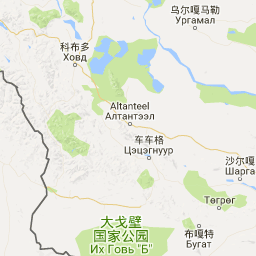 乌尔嘎马勒
Ургамал
科布多
Ховд
Altanteel
Алтантээл
车车格
Цэцэгнуур
沙尔嘎
Шарга
Төгрөг
大戈壁
国家公园
Их Говь "Б"
布嘎特
Бугат